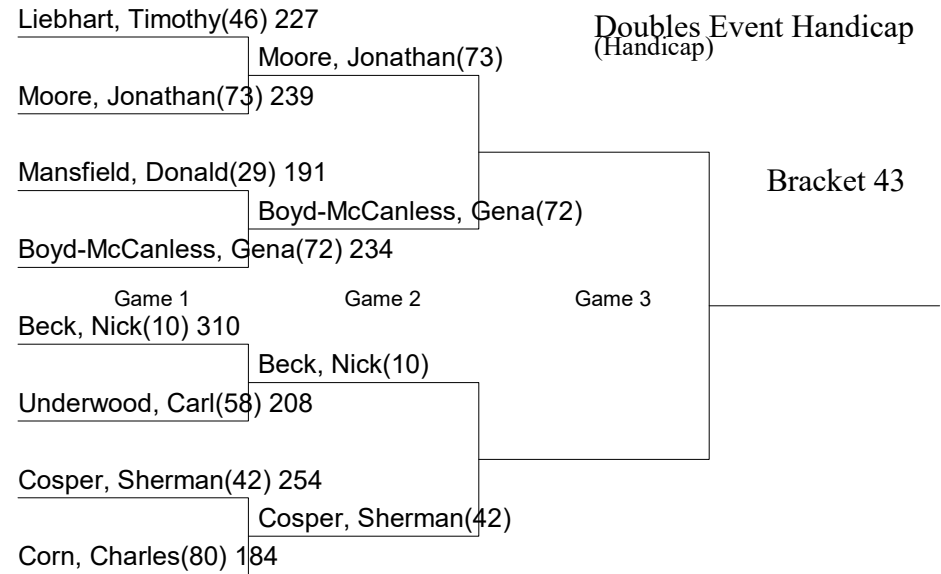 Liebhart, Timothy(46) 227
Doubles Event Handicap
(Handicap)
Moore, Jonathan(73)
Moore, Jonathan(73) 239
Mansfield, Donald(29) 191
Bracket 43
Boyd-McCanless, Gena(72)
Boyd-McCanless, Gena(72) 234
Game 1
Game 2
Game 3
Beck, Nick(10) 310
Beck, Nick(10)
Underwood, Carl(58) 208
Cosper, Sherman(42) 254
Cosper, Sherman(42)
Corn, Charles(80) 184